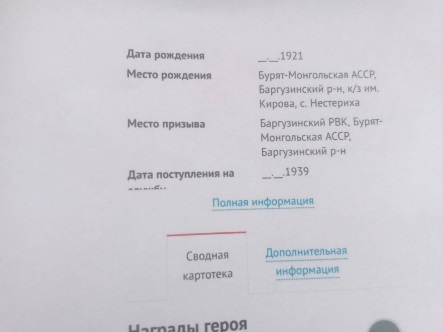 Дата рождения __.__.1921
Место рождения Бурят-Монгольская АССР,
Баргузинский р-н, к/з им.
Кирова, с. Нестериха
Место призыва Баргузинский РВК, Бурят-
Монгольская АССР,
Баргузинский р-н
Дата поступления на __.__.1939
Полная информация
Сводная
картотека
Дополнительная
информация
Награды героя